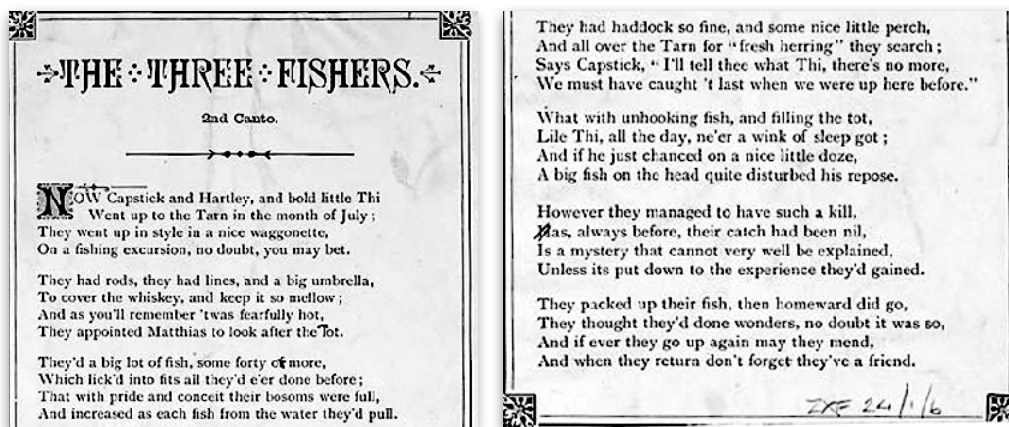 THE THREE FISHERS.
2nd Canto.
NOW Capstick and Hartley, and bold little Thi
Went up to the Tarn in the month of July;
They went up in style in a nice waggonette,
On a fishing excursion, no doubt, you may bet.
They had rods, they had lines, and a big umbrella,
To cover the whiskey, and keep it so mellow;
And as you'll remember 'twas fearfully hot,
They appointed Matthias to look after the Tot.
They'd a big lot of fish, some forty or more,
Which lick'd into fits all they'd e'er done before;
That with pride and conceit their bosoms were full,
And increased as each fish from the water they'd pull.
They had haddock so fine, and some nice little perch,
And all over the Tarn for "fresh herring" they search;
Says Capstick, "I'll tell thee what Thi, there's no more,
We must have caught 't last when we were up here before."
What with unhooking fish, and filling the tot,
Lile Thi, all the day, ne'er a wink of sleep got;
And if he just chanced on a nice little doze,
A big fish on the head quite disturbed his repose.
However they managed to have such a kill,
as, always before, their catch had been nil,
Is a mystery that cannot very well be explained,
Unless its put down to the experience they'd gained.
They packed up their fish, then homeward did go,
They thought they'd done wonders, no doubt it was so,
And if ever they go up again may they mend,
And when they return don't forget they've a friend.
ZXF 24/1/6